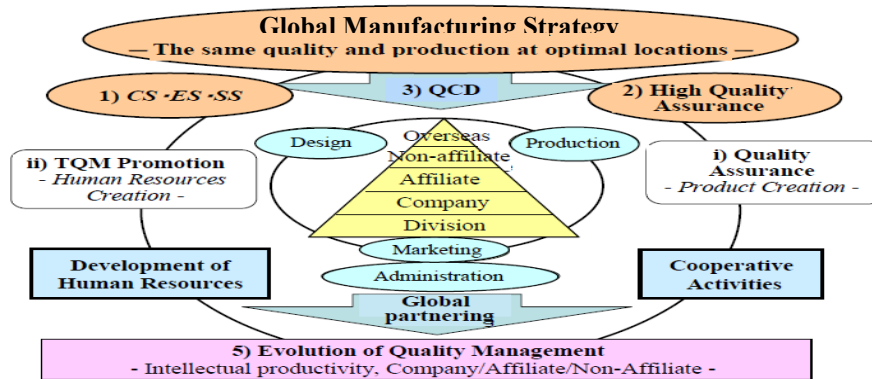 Global Manufacturing Strategy
— The same quality and production at optimal locations —
1) CS・ES・SS
3) QCD
2) High Quality
Assurance
Design
Production
Overseas
Non-affiliate
Affiliate
Company
Division
ii) TQM Promotion
- Human Resources
Creation -
i) Quality
Assurance
- Product Creation -
Marketing
Administration
Development of
Human Resources
Cooperative
Activities
Global
partnering
5) Evolution of Quality Management
- Intellectual productivity, Company/Affiliate/Non-Affiliate -